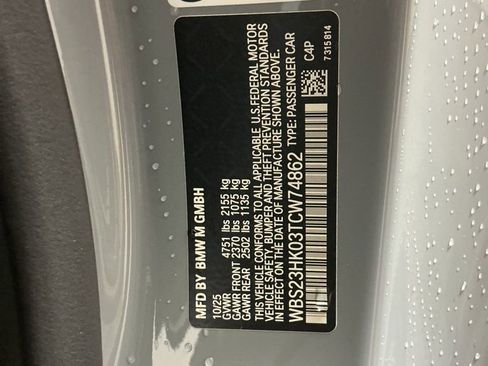 MFD BY: BMW M GMBH
10/25
GVWR 4751 lbs 2155 kg
GAWR FRONT 2370 lbs 1075 kg
GAWR REAR 2502 lbs 1135 kg
THIS VEHICLE CONFORMS TO ALL APPLICABLE U.S. FEDERAL MOTOR
VEHICLE SAFETY, BUMPER, AND THEFT PREVENTION STANDARDS
IN EFFECT ON THE DATE OF MANUFACTURE SHOWN ABOVE.
WBS23HK03TCW74862 TYPE: PASSENGER CAR
C4P
7 315 814